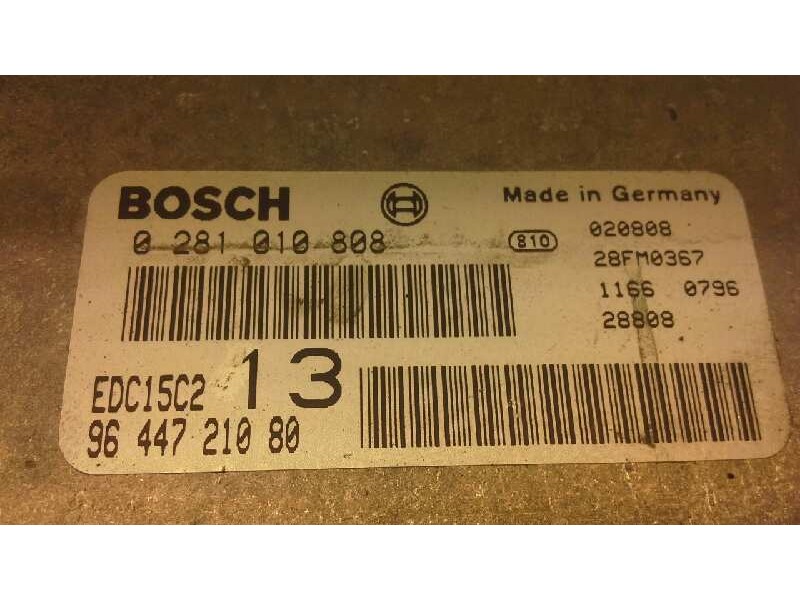 BOSCH
Made in Germany
0 281 010 808
810
020808
28FM0367
1166 0796
28808
EDC15C2 13
96 447 210 80